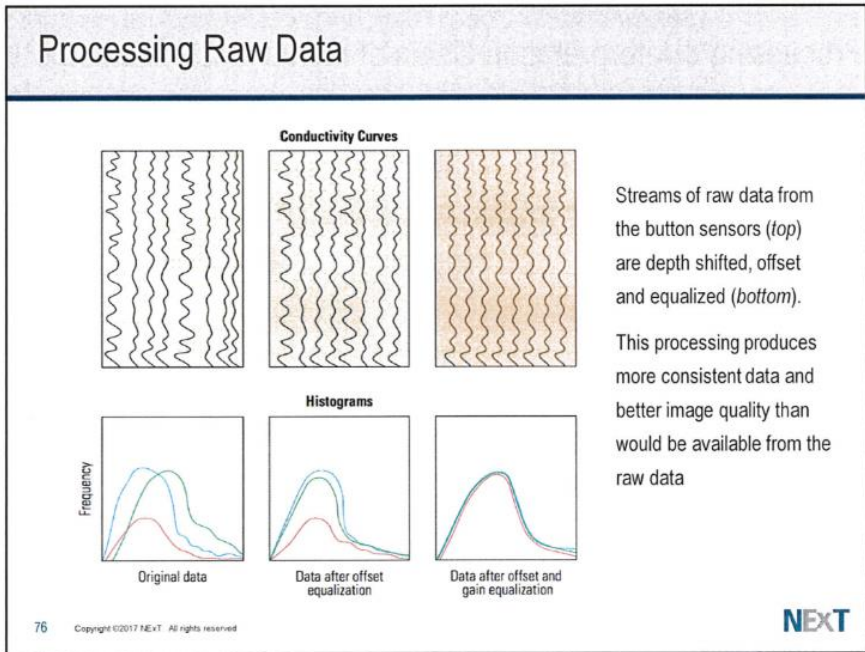 Processing Raw Data
Conductivity Curves
Streams of raw data from
the button sensors (top)
are depth shifted, offset
and equalized (bottom).
This processing produces
more consistent data and
better image quality than
would be available from the
raw data
Histograms
Frequency
Original data
Data after offset
equalization
Data after offset and
gain equalization
76
Copyright ©2017 NExT. All rights reserved
NExT